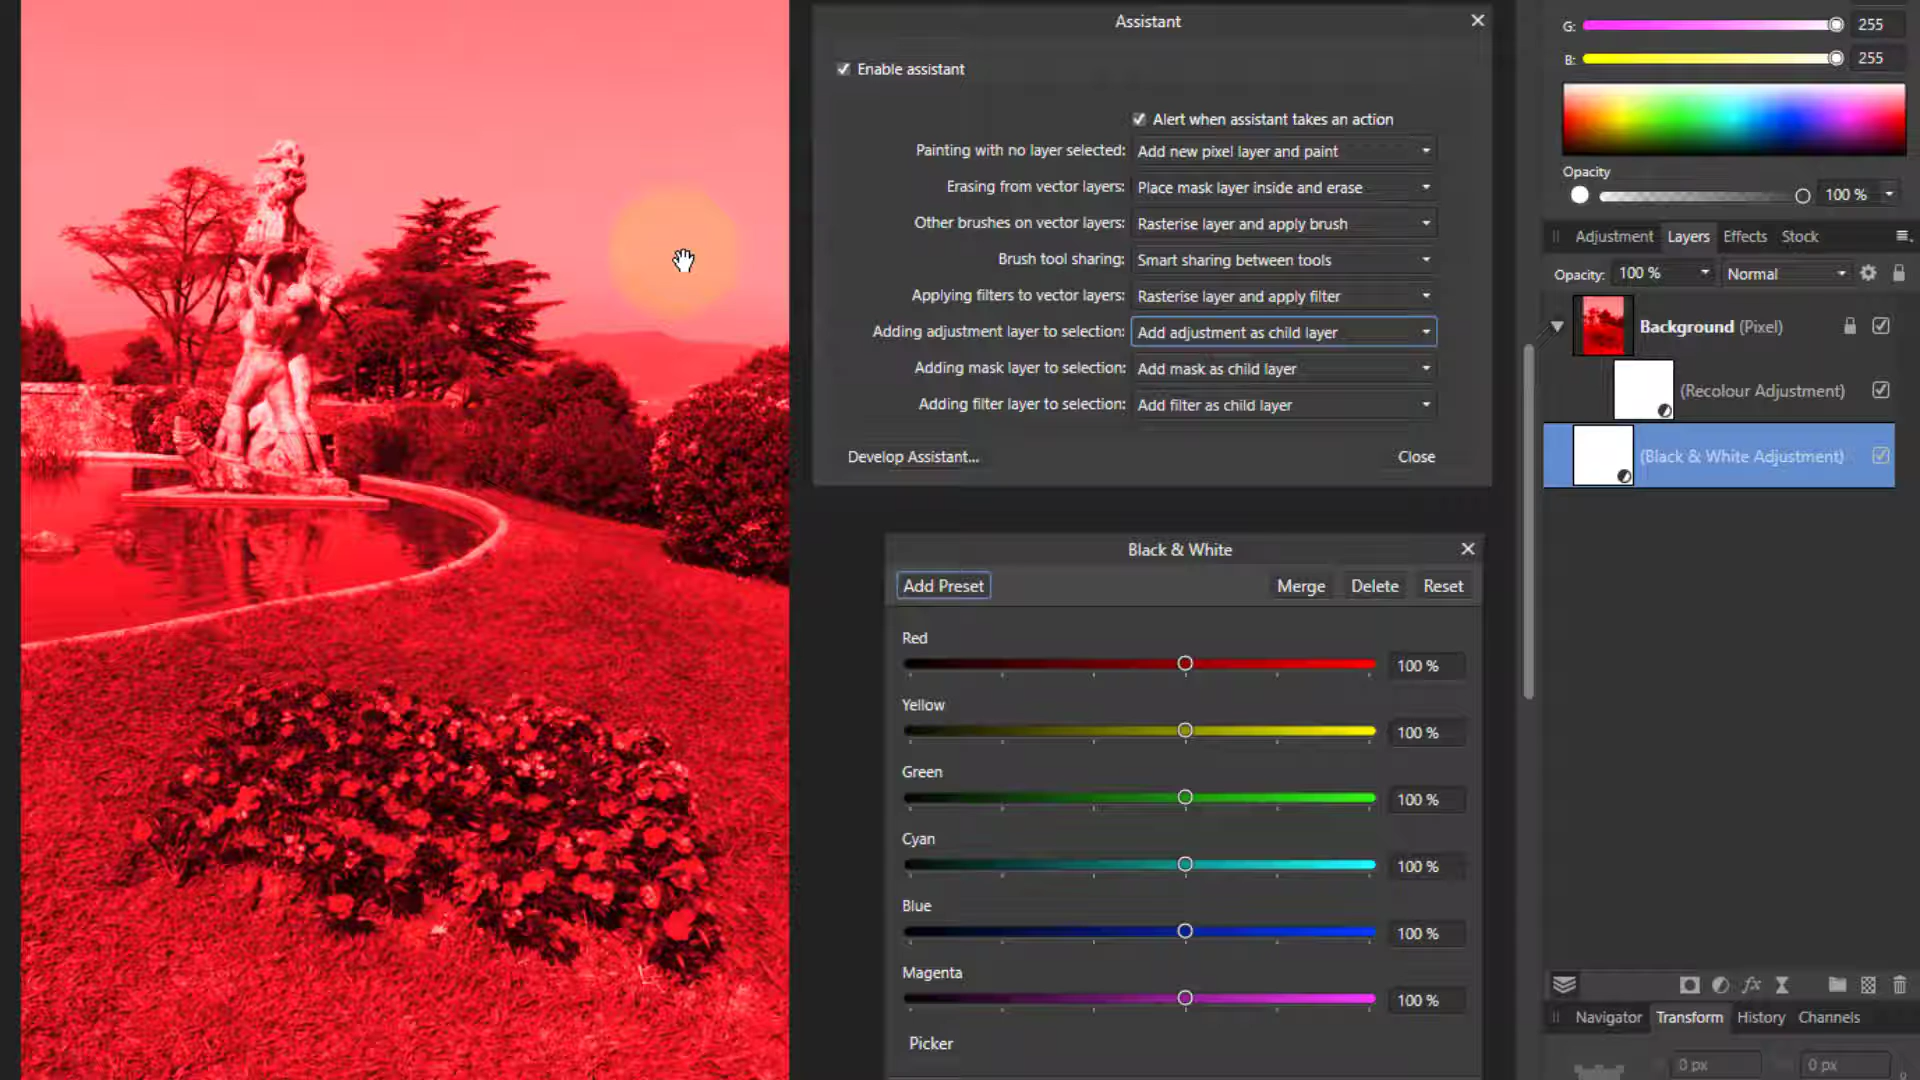 Assistant
Enable assistant
Alert when assistant takes an action
Painting with no layer selected: Add new pixel layer and paint
Erasing from vector layers: Place mask layer inside and erase
Other brushes on vector layers: Rasterise layer and apply brush
Brush tool sharing: Smart sharing between tools
Applying filters to vector layers: Rasterise layer and apply filter
Adding adjustment layer to selection: Add adjustment as child layer
Adding mask layer to selection: Add mask as child layer
Adding filter layer to selection: Add filter as child layer
Develop Assistant... Close
Black & White
Add Preset Merge Delete Reset
Red
100 %
Yellow
100 %
Green
100 %
Cyan
100 %
Blue
100 %
Magenta
100 %
Picker
G: 255
B: 255
Opacity
100 %
Adjustment Layers Effects Stock
Opacity: 100 % Normal
Background (Pixel)
(Recolour Adjustment)
(Black & White Adjustment)
fx
Navigator Transform History Channels
0 px 0 px